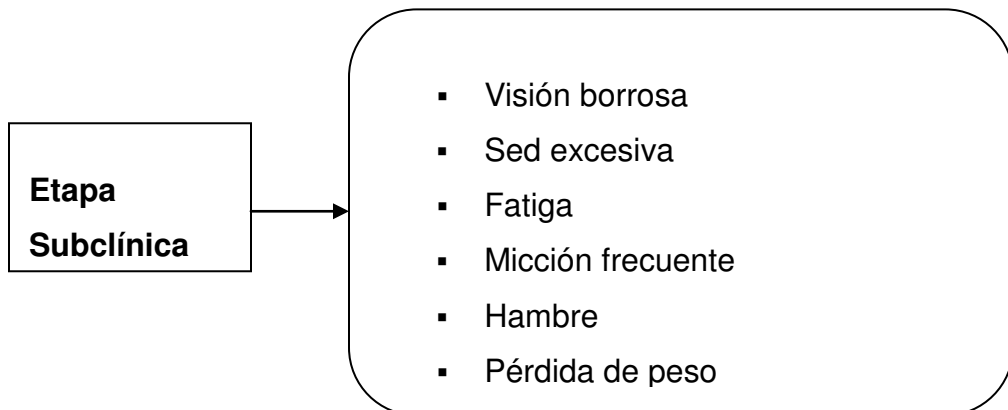 Etapa
Subclínica
▪ Visión borrosa
▪ Sed excesiva
▪ Fatiga
▪ Micción frecuente
▪ Hambre
▪ Pérdida de peso